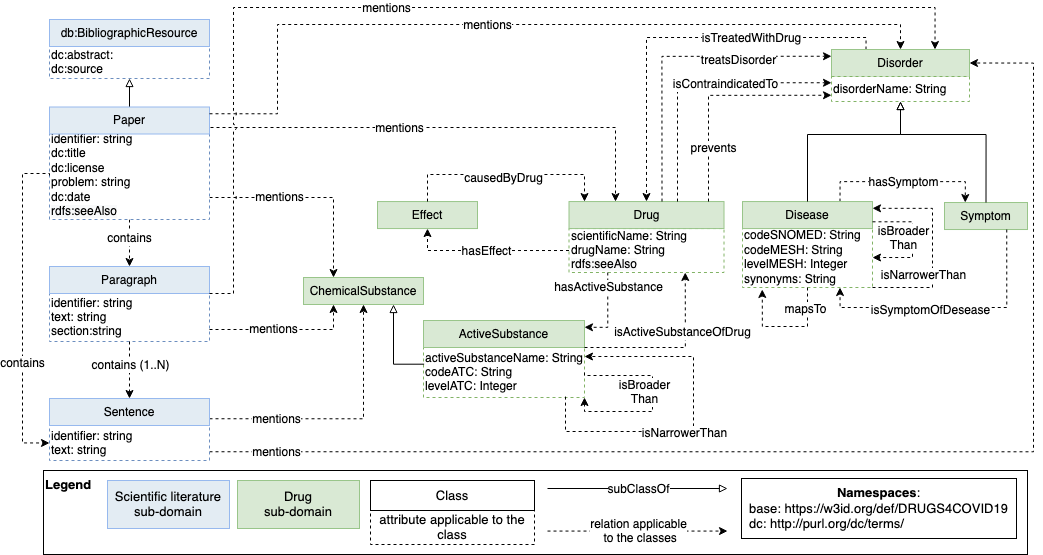 mentions
db:BibliographicResource
dc:abstract:
dc:source
mentions
isTreatedWithDrug
treatsDisorder
isContraindicatedTo
prevents
Disorder
disorderName: String
Paper
identifier: string
dc:title
dc:license
problem: string
dc:date
rdfs:seeAlso
mentions
mentions
contains
causedByDrug
Effect
hasEffect
Drug
scientificName: String
drugName: String
rdfs:seeAlso
hasSymptom
Disease
codeSNOMED: String
codeMESH: String
levelMESH: Integer
synonyms: String
isBroader
Than
isNarrowerThan
Symptom
mapsTo
isSymptomOfDesease
Paragraph
identifier: string
text: string
section:string
ChemicalSubstance
hasActiveSubstance
isActiveSubstanceOfDrug
mentions
ActiveSubstance
activeSubstanceName: String
codeATC: String
levelATC: Integer
isBroader
Than
isNarrowerThan
contains
contains (1..N)
Sentence
identifier: string
text: string
mentions
mentions
Legend
Scientific literature
sub-domain
Drug
sub-domain
Class
attribute applicable to the
class
subClassOf
relation applicable
to the classes
Namespaces:
base: https://w3id.org/def/DRUGS4COVID19
dc: http://purl.org/dc/terms/